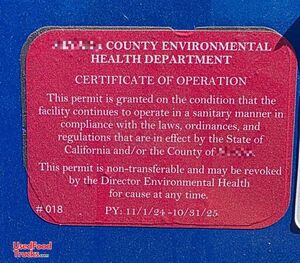 COUNTY ENVIRONMENTAL
HEALTH DEPARTMENT
CERTIFICATE OF OPERATION
This permit is granted on the condition that the
facility continues to operate in a sanitary manner in
compliance with the laws, ordinances, and
regulations that are in effect by the State of
California and/or the County of
This permit is non-transferable and may be revoked
by the Director Environmental Health
for cause at any time.
#018 PY: 11/1/24 -10/31/25
UsedFood
Trucks.com